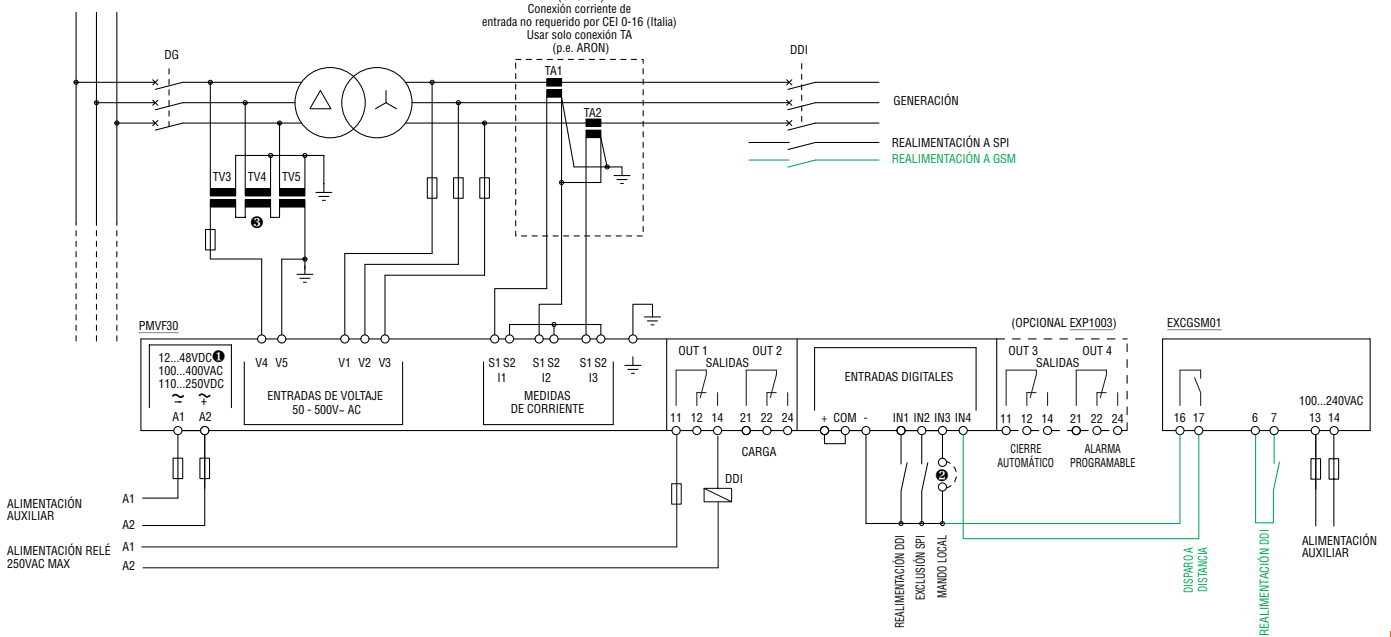 Conexión corriente de
entrada no requerido por CEI 0-16 (Italia)
Usar solo conexión TA
(p.e. ARON)
DG
TA1
TA2
DDI
GENERACIÓN
REALIMENTACIÓN A SPI
REALIMENTACIÓN A GSM
TV3 TV4 TV5
❸
PMVF30
12...48VDC❶
100...400VAC
110...250VDC
~ ~
− +
A1 A2
V4 V5 V1 V2 V3
ENTRADAS DE VOLTAJE
50 - 500V~ AC
S1 S2 S1 S2 S1 S2
I1 I2 I3
MEDIDAS
DE CORRIENTE
OUT 1 OUT 2
SALIDAS
11 12 14 21 22 24
CARGA
DDI
ENTRADAS DIGITALES
+ COM - IN1 IN2 IN3 IN4
❷
REALIMENTACIÓN DDI
EXCLUSIÓN SPI
MANDO LOCAL
(OPCIONAL EXP1003)
OUT 3 OUT 4
SALIDAS
11 12 14 21 22 24
CIERRE
AUTOMÁTICO
ALARMA
PROGRAMABLE
EXCGSM01
100...240VAC
16 17 6 7 13 14
DISPARO A
DISTANCIA
REALIMENTACIÓN DDI
ALIMENTACIÓN
AUXILIAR
ALIMENTACIÓN
AUXILIAR
A1
A2
ALIMENTACIÓN RELÉ
250VAC MAX
A1
A2